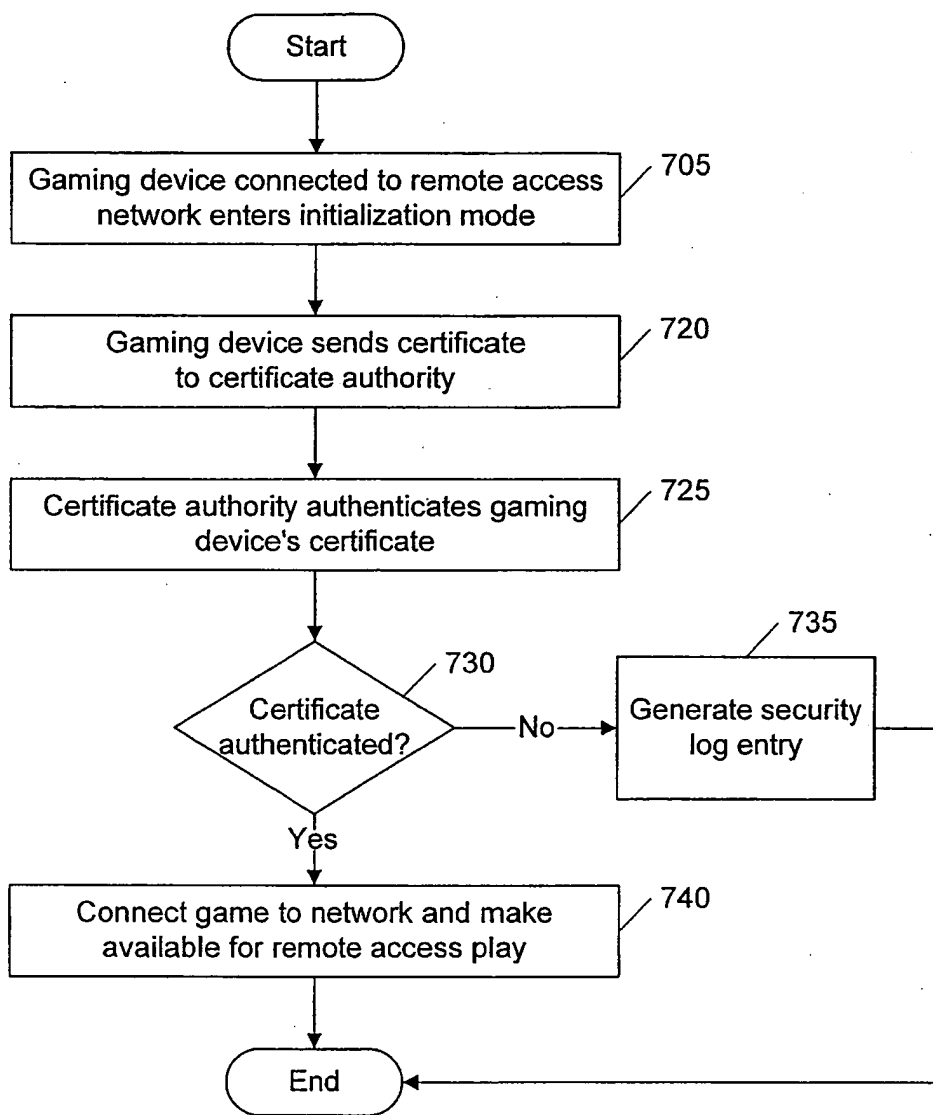 Start
Gaming device connected to remote access
network enters initialization mode
705
Gaming device sends certificate
to certificate authority
720
Certificate authority authenticates gaming
device's certificate
725
Certificate
authenticated?
730
No
Generate security
log entry
735
Yes
Connect game to network and make
available for remote access play
740
End